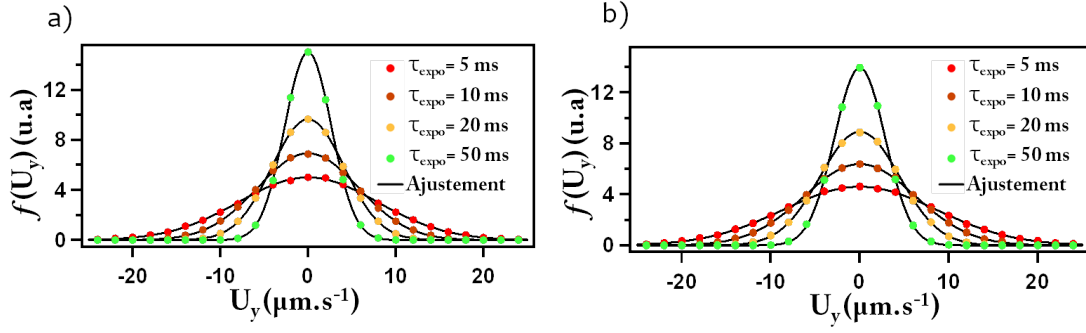 a)
f(Uy) (u.a)
12
8
4
0
τexpo= 5 ms
τexpo= 10 ms
τexpo= 20 ms
τexpo= 50 ms
Ajustement
-20 -10 0 10 20
Uy (µm.s-1)
b)
f(Uy) (u.a)
12
8
4
0
τexpo= 5 ms
τexpo= 10 ms
τexpo= 20 ms
τexpo= 50 ms
Ajustement
-20 -10 0 10 20
Uy (µm.s-1)